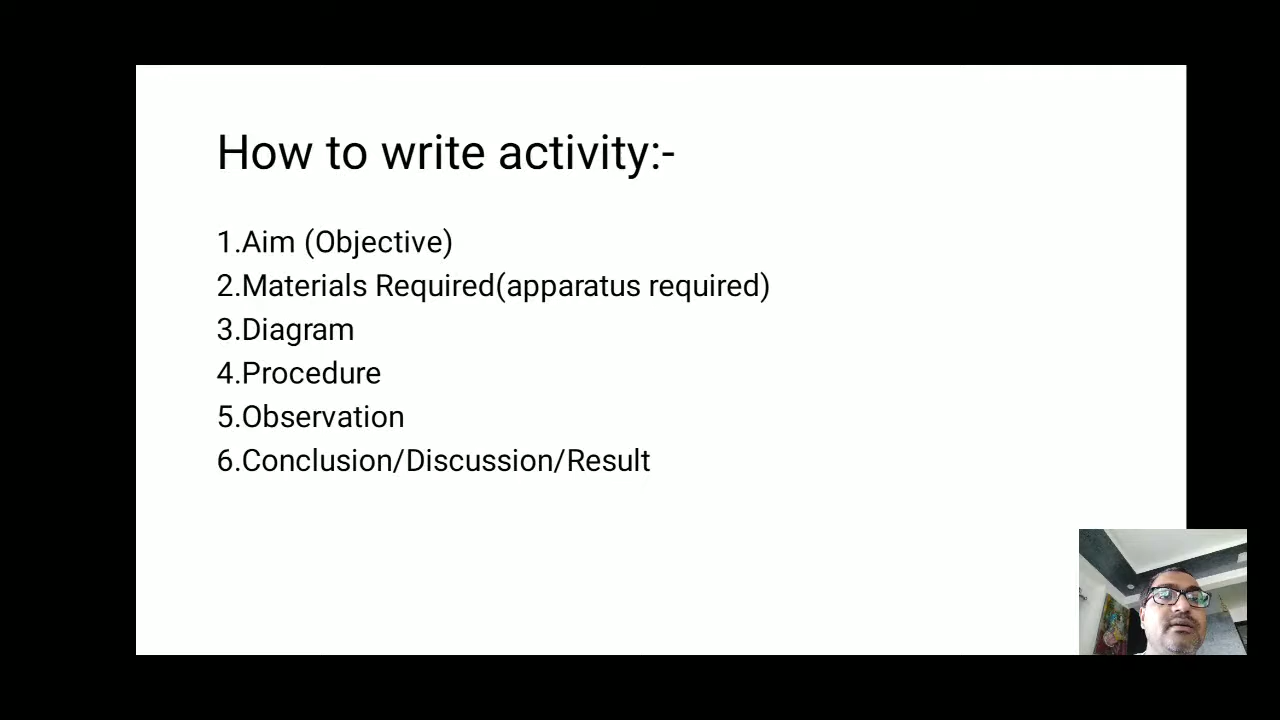 How to write activity:-
1.Aim (Objective)
2.Materials Required(apparatus required)
3.Diagram
4.Procedure
5.Observation
6.Conclusion/Discussion/Result